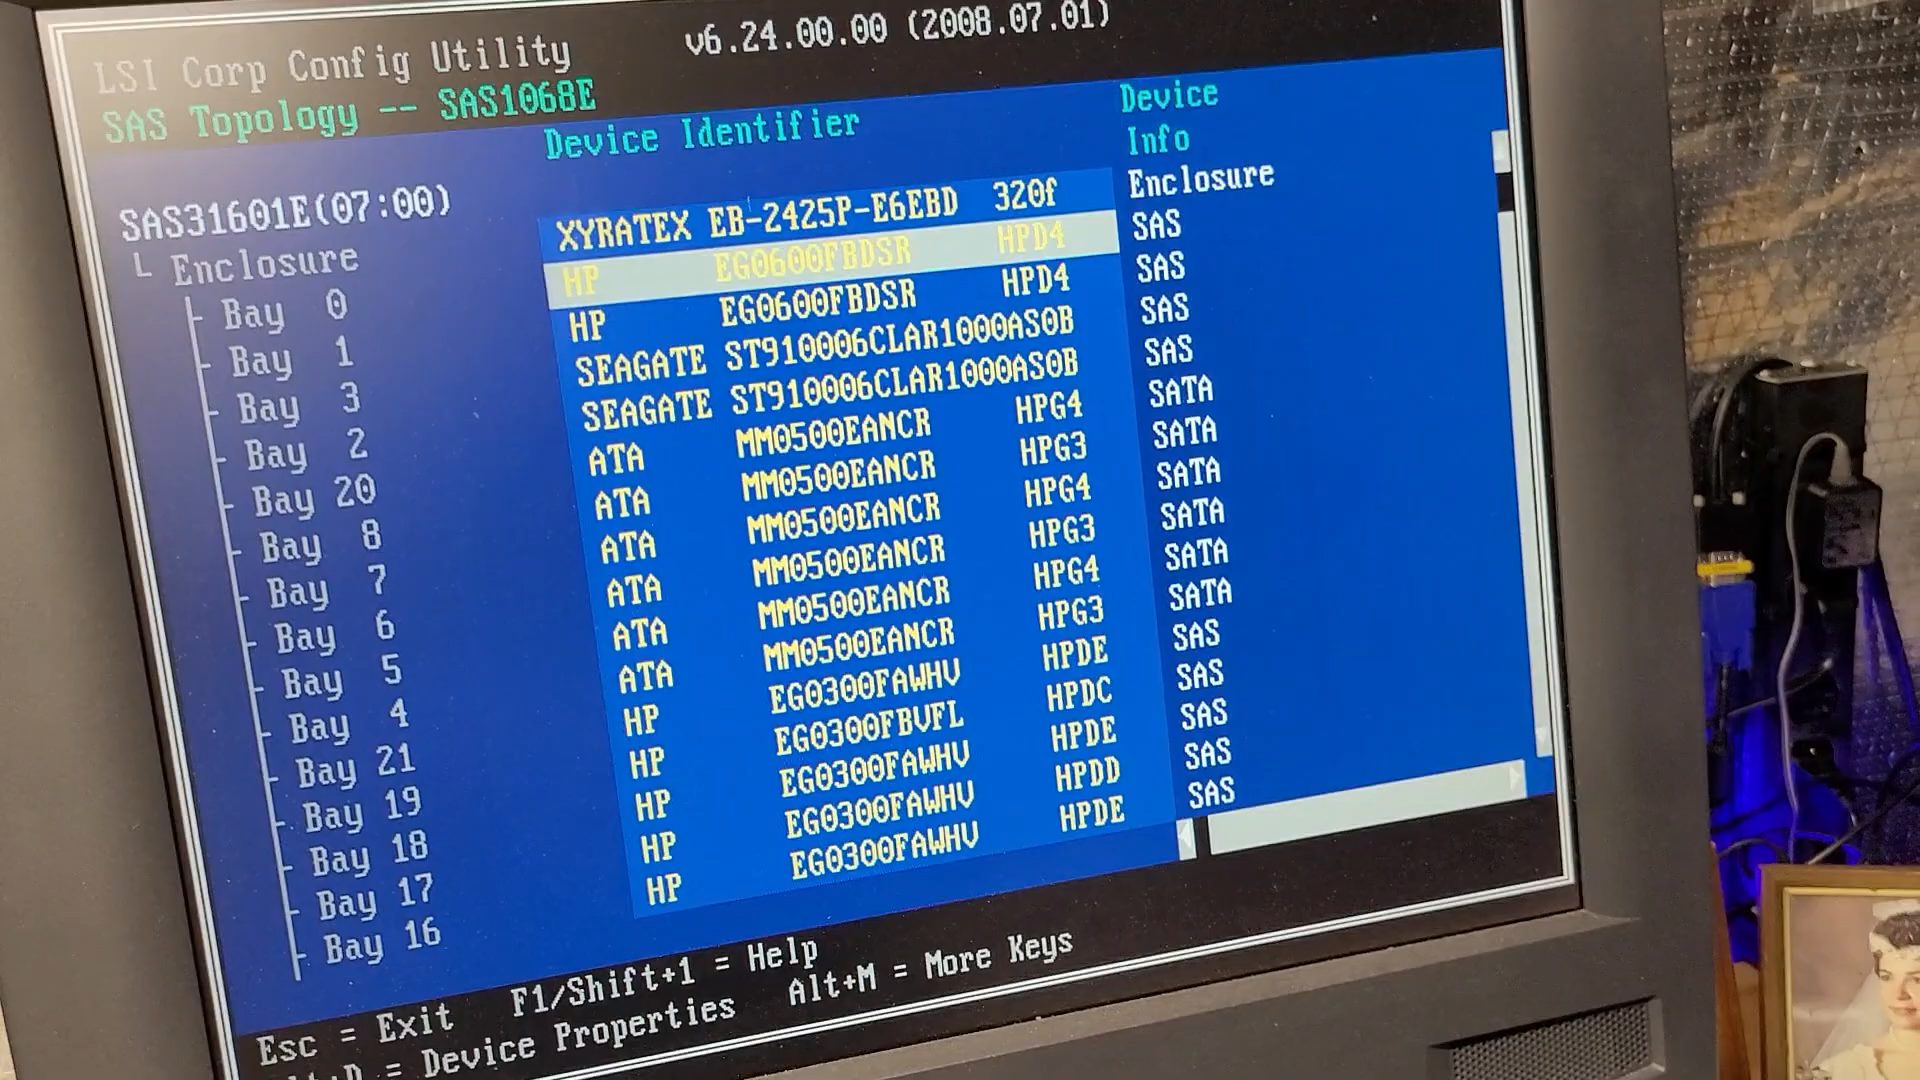 LSI Corp Config Utility v6.24.00.00 (2008.07.01)
SAS Topology -- SAS1068E
Device Identifier Device
Info
SAS31601E(07:00)
Enclosure XYRATEX EB-2425P-E6EBD 320f Enclosure
Bay 0 HP EG0600FBDSR HPD4 SAS
Bay 1 HP EG0600FBDSR HPD4 SAS
Bay 3 SEAGATE ST910006CLAR1000AS0B SAS
Bay 2 SEAGATE ST910006CLAR1000AS0B SAS
Bay 20 ATA MM0500EANCR HPG4 SATA
Bay 8 ATA MM0500EANCR HPG3 SATA
Bay 7 ATA MM0500EANCR HPG4 SATA
Bay 6 ATA MM0500EANCR HPG3 SATA
Bay 5 ATA MM0500EANCR HPG4 SATA
Bay 4 ATA MM0500EANCR HPG3 SATA
Bay 21 HP EG0300FAWHV HPDE SAS
Bay 19 HP EG0300FBVFL HPDC SAS
Bay 18 HP EG0300FAWHV HPDE SAS
Bay 17 HP EG0300FAWHV HPDD SAS
Bay 16 HP EG0300FAWHV HPDE SAS
Esc = Exit F1/Shift+1 = Help
= Device Properties Alt+M = More Keys